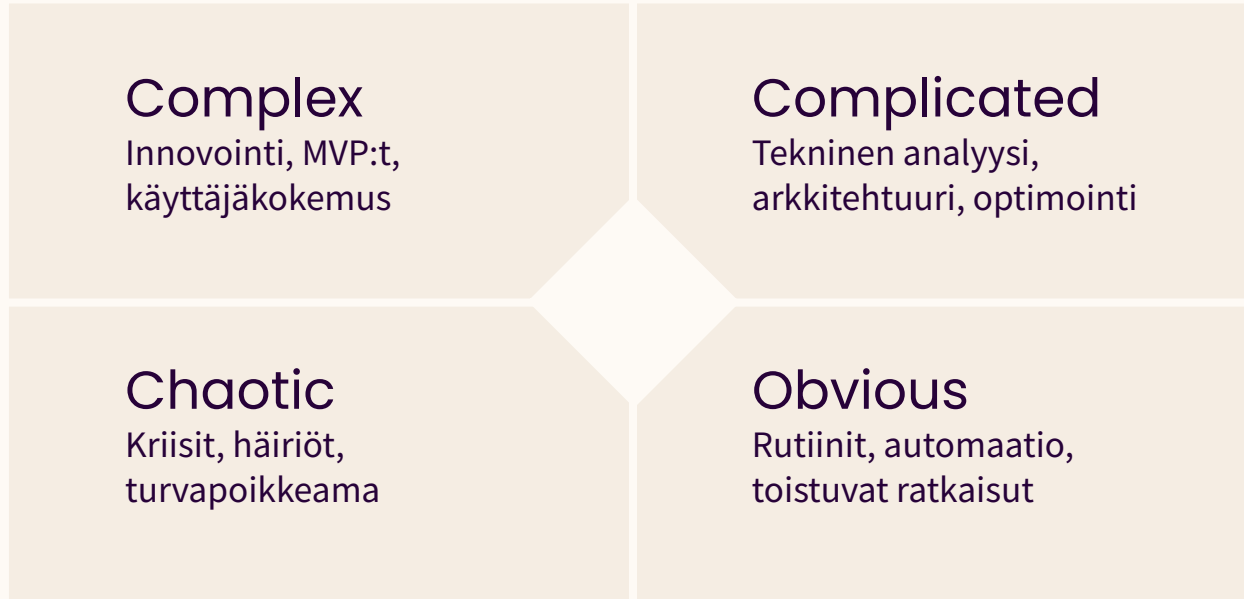 Complex
Innovointi, MVP:t,
käyttäjäkokemus
Complicated
Tekninen analyysi,
arkkitehtuuri, optimointi
Chaotic
Kriisit, häiriöt,
turvapoikkeama
Obvious
Rutiinit, automaatio,
toistuvat ratkaisut